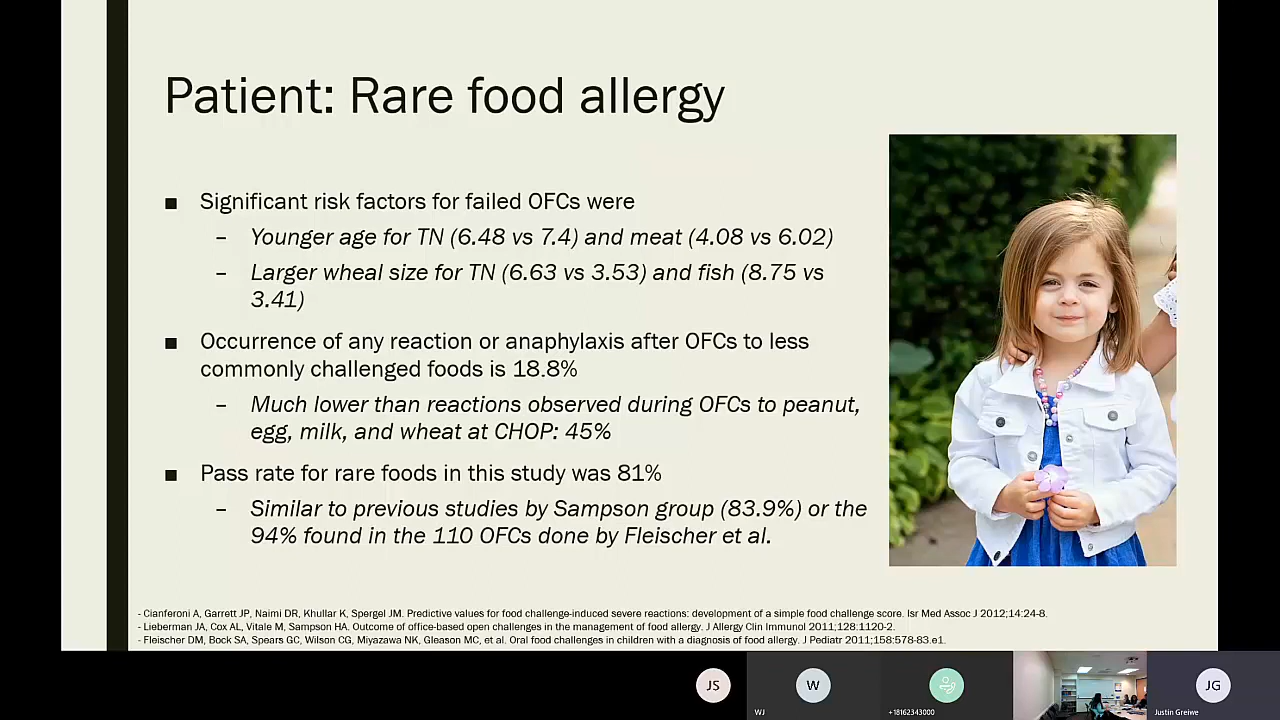 Patient: Rare food allergy
■ Significant risk factors for failed OFCs were
– Younger age for TN (6.48 vs 7.4) and meat (4.08 vs 6.02)
– Larger wheal size for TN (6.63 vs 3.53) and fish (8.75 vs
3.41)
■ Occurrence of any reaction or anaphylaxis after OFCs to less
commonly challenged foods is 18.8%
– Much lower than reactions observed during OFCs to peanut,
egg, milk, and wheat at CHOP: 45%
■ Pass rate for rare foods in this study was 81%
– Similar to previous studies by Sampson group (83.9%) or the
94% found in the 110 OFCs done by Fleischer et al.
- Cianferoni A, Garrett JP, Naimi DR, Khullar K, Spergel JM. Predictive values for food challenge-induced severe reactions: development of a simple food challenge score. Isr Med Assoc J 2012;14:24-8.
- Lieberman JA, Cox AL, Vitale M, Sampson HA. Outcome of office-based open challenges in the management of food allergy. J Allergy Clin Immunol 2011;128:1120-2.
- Fleischer DM, Bock SA, Spears GC, Wilson CG, Miyazawa NK, Gleason MC, et al. Oral food challenges in children with a diagnosis of food allergy. J Pediatr 2011;158:578-83.e1.
JS
W
JG
WJ
+18162343000
Justin Greiwe